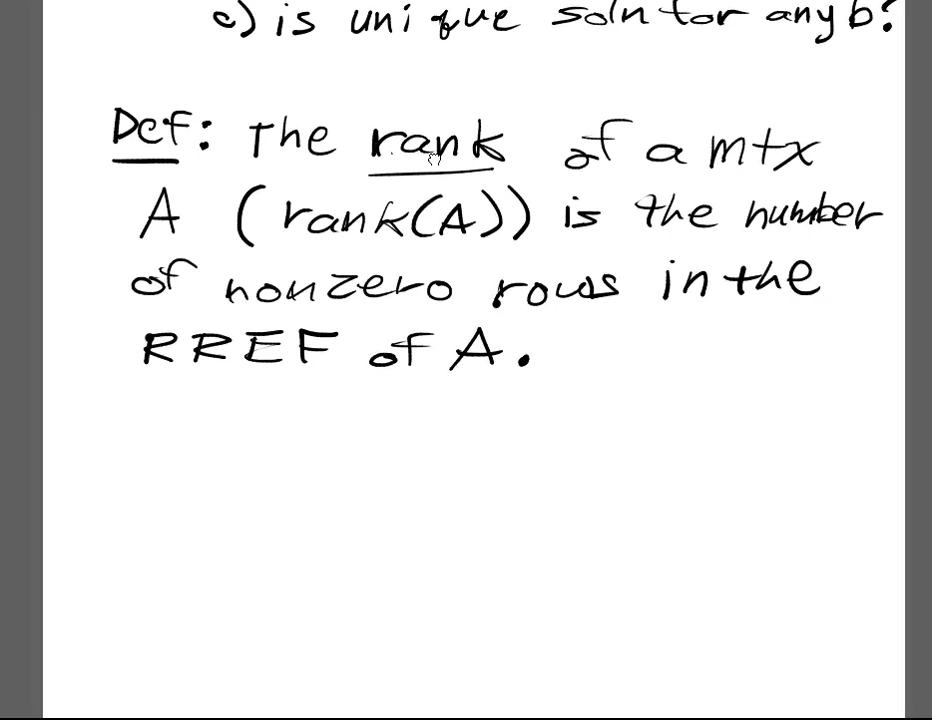 c) is unique soln for any b?
Def: The rank of a mtx
A (rank(A)) is the number
of nonzero rows in the
RREF of A.